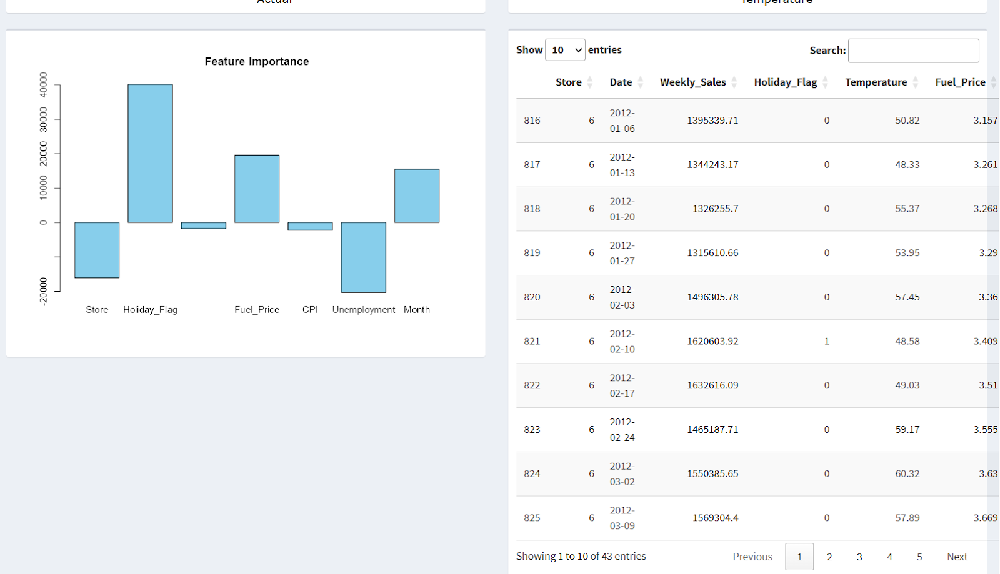 Actual
Temperature
Feature Importance
40000
30000
20000
10000
0
-20000
Store Holiday_Flag Fuel_Price CPI Unemployment Month
Show 10 entries Search:
Store Date Weekly_Sales Holiday_Flag Temperature Fuel_Price
816 6 2012-01-06 1395339.71 0 50.82 3.157
817 6 2012-01-13 1344243.17 0 48.33 3.261
818 6 2012-01-20 1326255.7 0 55.37 3.268
819 6 2012-01-27 1315610.66 0 53.95 3.29
820 6 2012-02-03 1496305.78 0 57.45 3.36
821 6 2012-02-10 1620603.92 1 48.58 3.409
822 6 2012-02-17 1632616.09 0 49.03 3.51
823 6 2012-02-24 1465187.71 0 59.17 3.555
824 6 2012-03-02 1550385.65 0 60.32 3.63
825 6 2012-03-09 1569304.4 0 57.89 3.669
Showing 1 to 10 of 43 entries Previous 1 2 3 4 5 Next